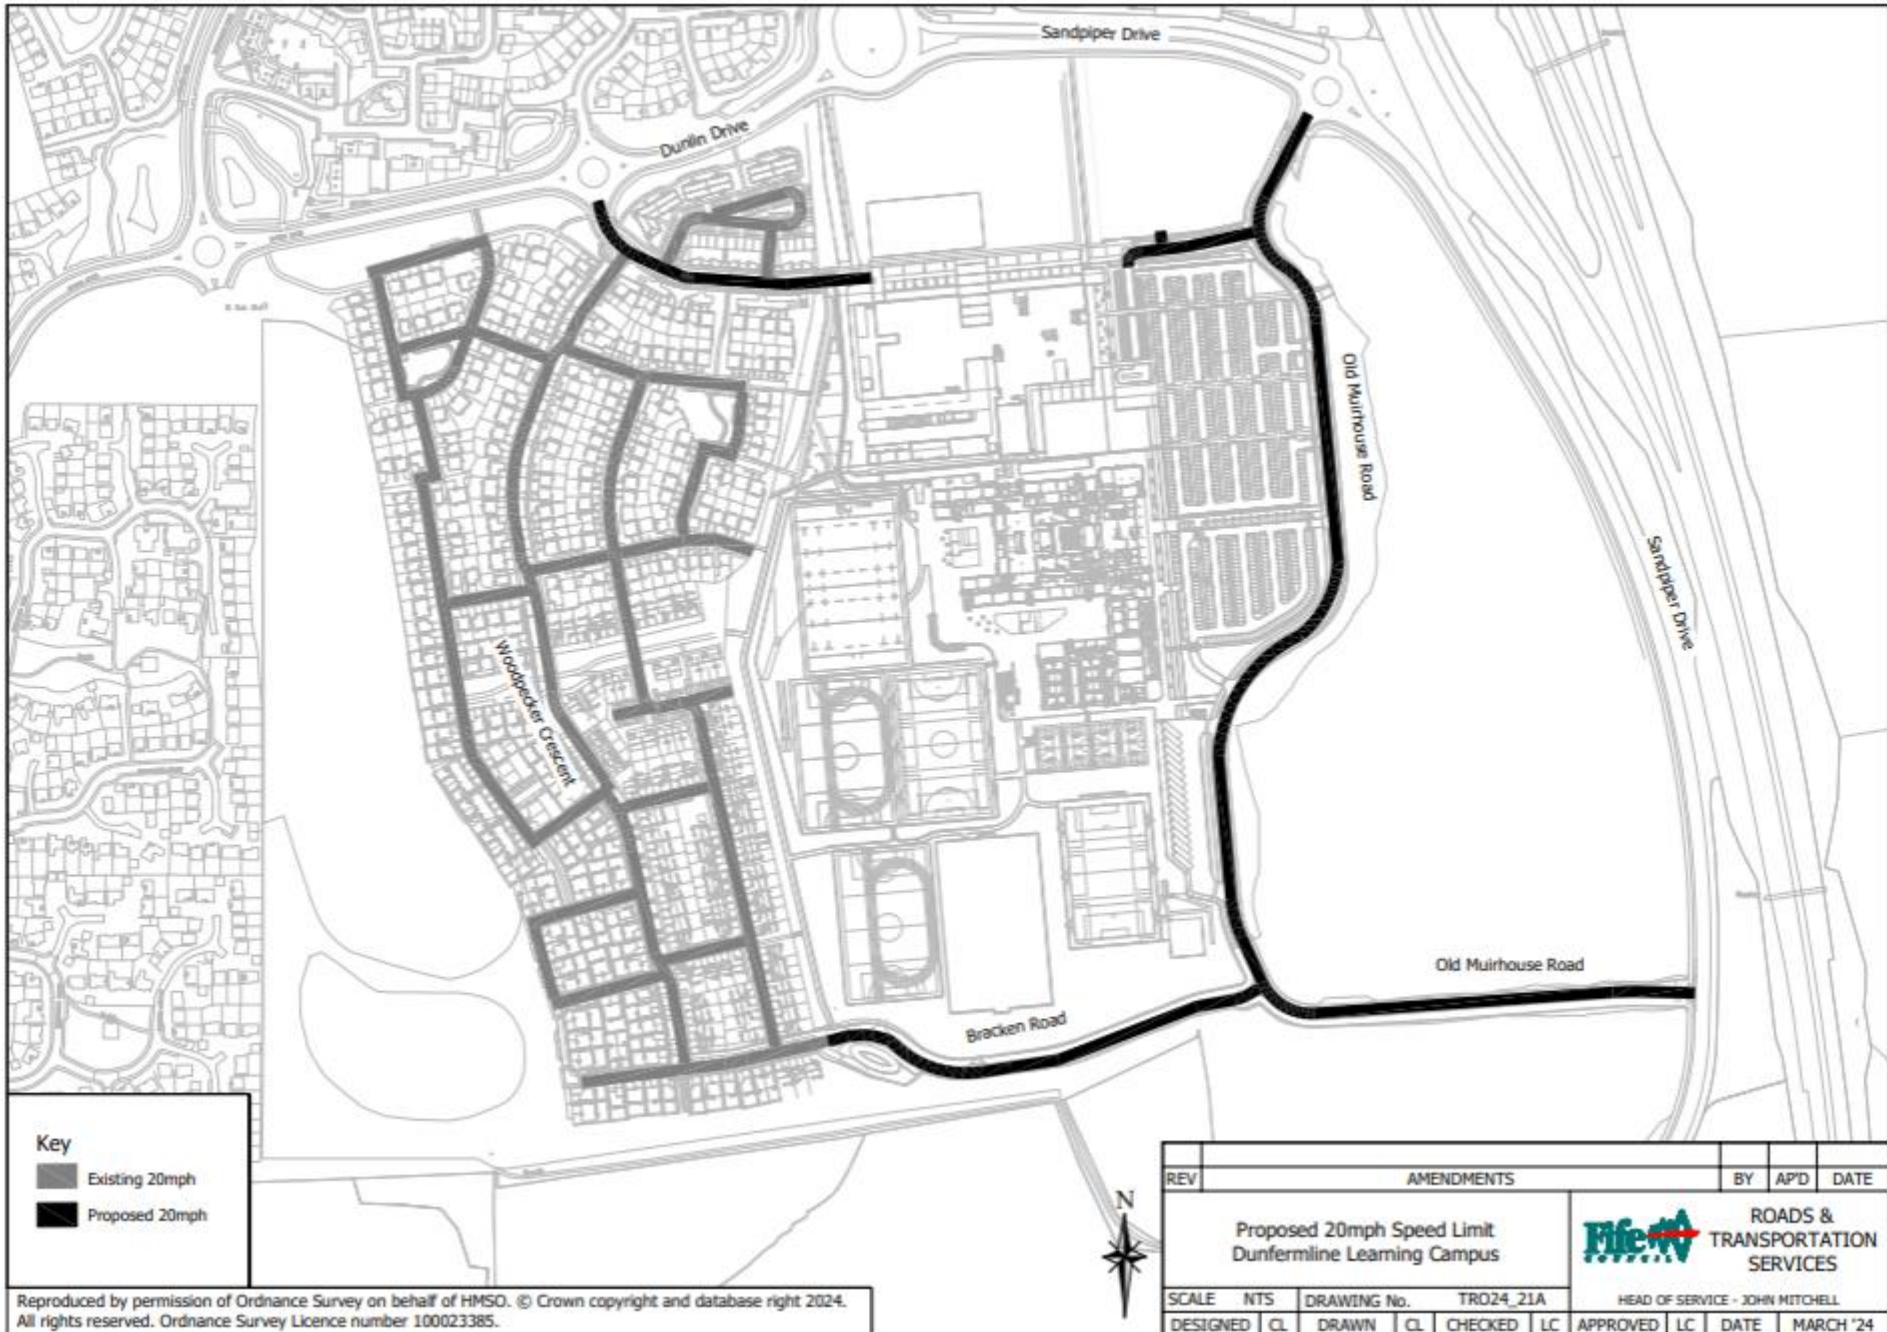 Sandpiper Drive
Dunlin Drive
Old Muirhouse Road
Sandpiper Drive
Woodpecker Crescent
Old Muirhouse Road
Bracken Road
Key
Existing 20mph
Proposed 20mph
N
REV AMENDMENTS BY AP'D DATE
Proposed 20mph Speed Limit
Dunfermline Learning Campus
Fife
COUNCIL
ROADS &
TRANSPORTATION
SERVICES
HEAD OF SERVICE - JOHN MITCHELL
SCALE NTS DRAWING No. TRO24_21A
DESIGNED CL DRAWN CL CHECKED LC APPROVED LC DATE MARCH '24
Reproduced by permission of Ordnance Survey on behalf of HMSO. © Crown copyright and database right 2024.
All rights reserved. Ordnance Survey Licence number 100023385.